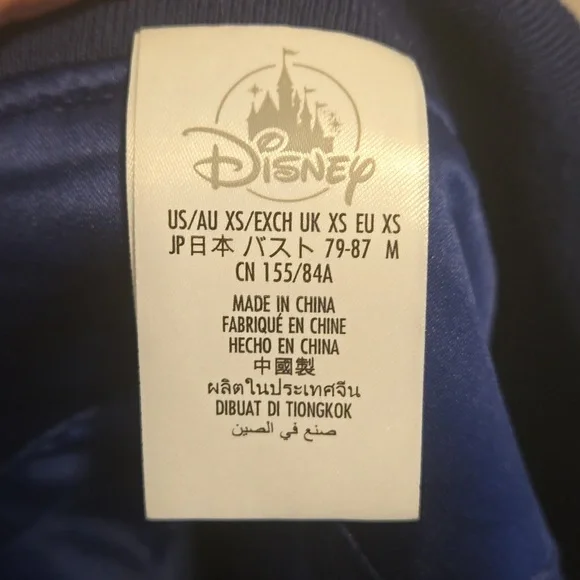 DISNEY
US/AU XS/EXCH UK XS EU XS
JP日本 バスト 79-87 M
CN 155/84A
MADE IN CHINA
FABRIQUÉ EN CHINE
HECHO EN CHINA
中國製
ผลิตในประเทศจีน
DIBUAT DI TIONGKOK
صنع في الصين